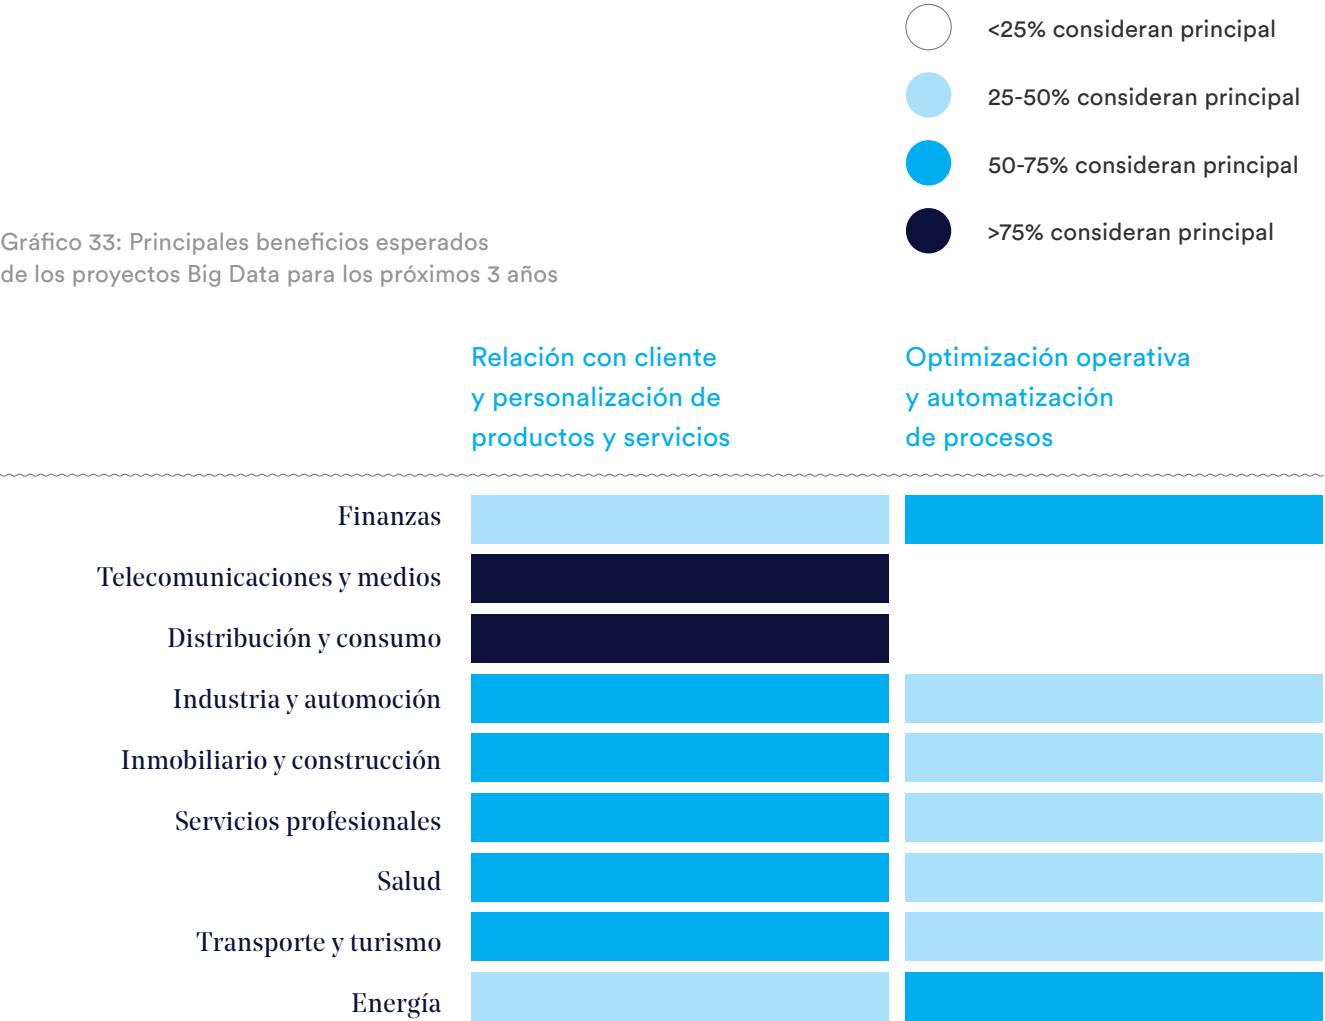 <25% consideran principal
25-50% consideran principal
50-75% consideran principal
>75% consideran principal
Gráfico 33: Principales beneficios esperados
de los proyectos Big Data para los próximos 3 años
Relación con cliente
y personalización de
productos y servicios
Optimización operativa
y automatización
de procesos
Finanzas
Telecomunicaciones y medios
Distribución y consumo
Industria y automoción
Inmobiliario y construcción
Servicios profesionales
Salud
Transporte y turismo
Energía